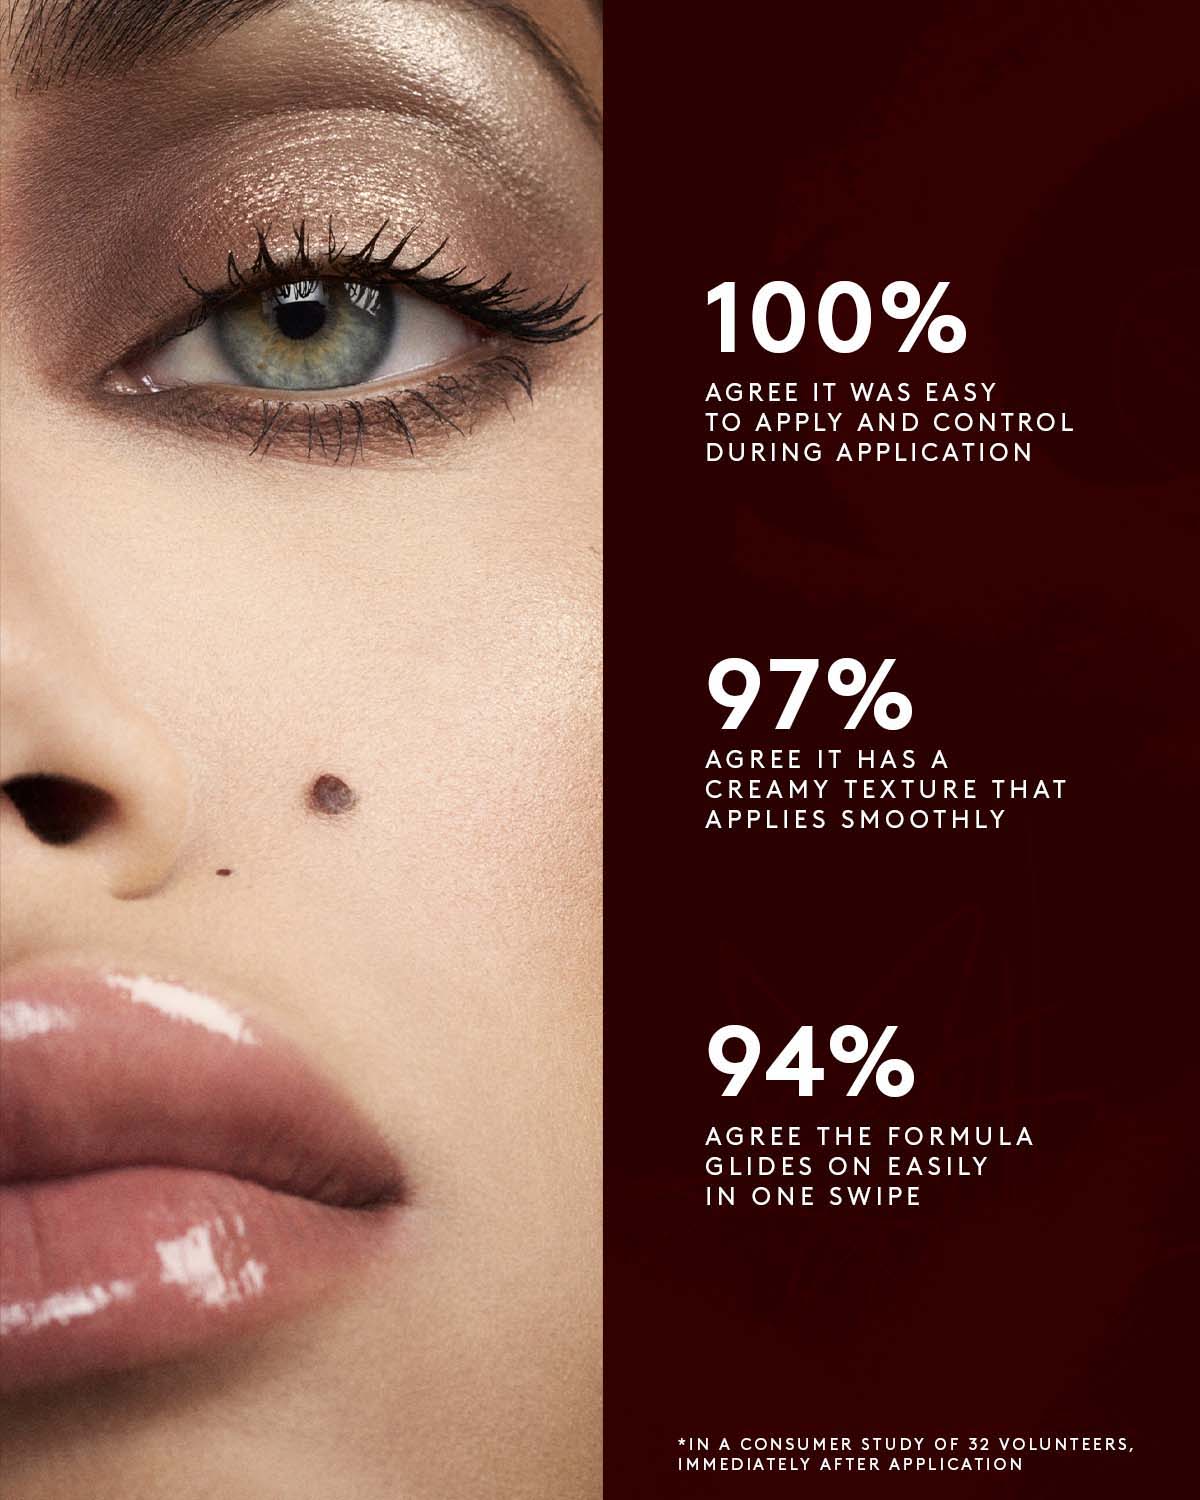 100%
AGREE IT WAS EASY
TO APPLY AND CONTROL
DURING APPLICATION
97%
AGREE IT HAS A
CREAMY TEXTURE THAT
APPLIES SMOOTHLY
94%
AGREE THE FORMULA
GLIDES ON EASILY
IN ONE SWIPE
*IN A CONSUMER STUDY OF 32 VOLUNTEERS,
IMMEDIATELY AFTER APPLICATION